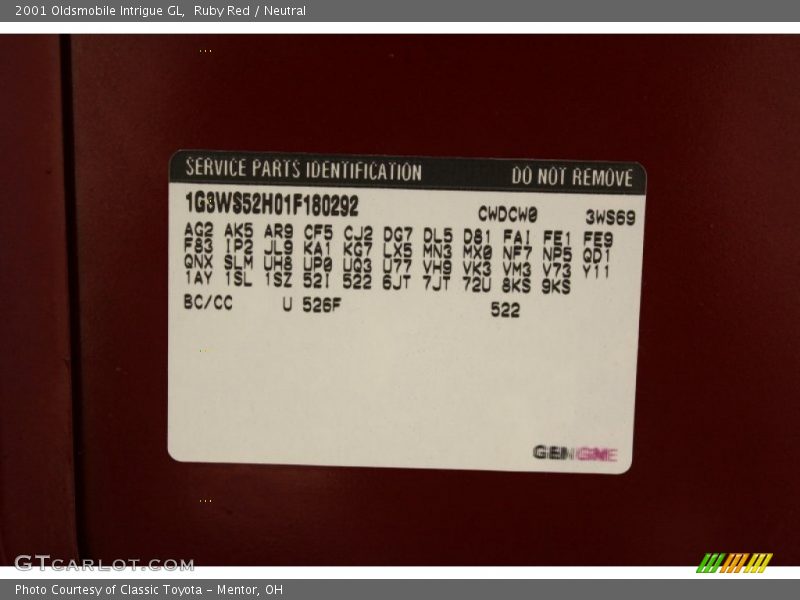 2001 Oldsmobile Intrigue GL, Ruby Red / Neutral
SERVICE PARTS IDENTIFICATION DO NOT REMOVE
1G3WS52H01F180292 CWDCW0 3WS69
AG2 AK5 AR9 CF5 CJ2 DG7 DL5 D81 FAI FE1 FE9
F83 IP2 JL9 KA1 KG7 LX5 MN3 MX0 NF7 NP5 QD1
QNX SLM UH8 UP0 UQ3 U77 VH9 VK3 VM3 V73 Y11
1AY 1SL 1SZ 52I 522 6JT 7JT 72U 8KS 9KS
BC/CC U 526F 522
GTCARLOT.COM
Photo Courtesy of Classic Toyota - Mentor, OH